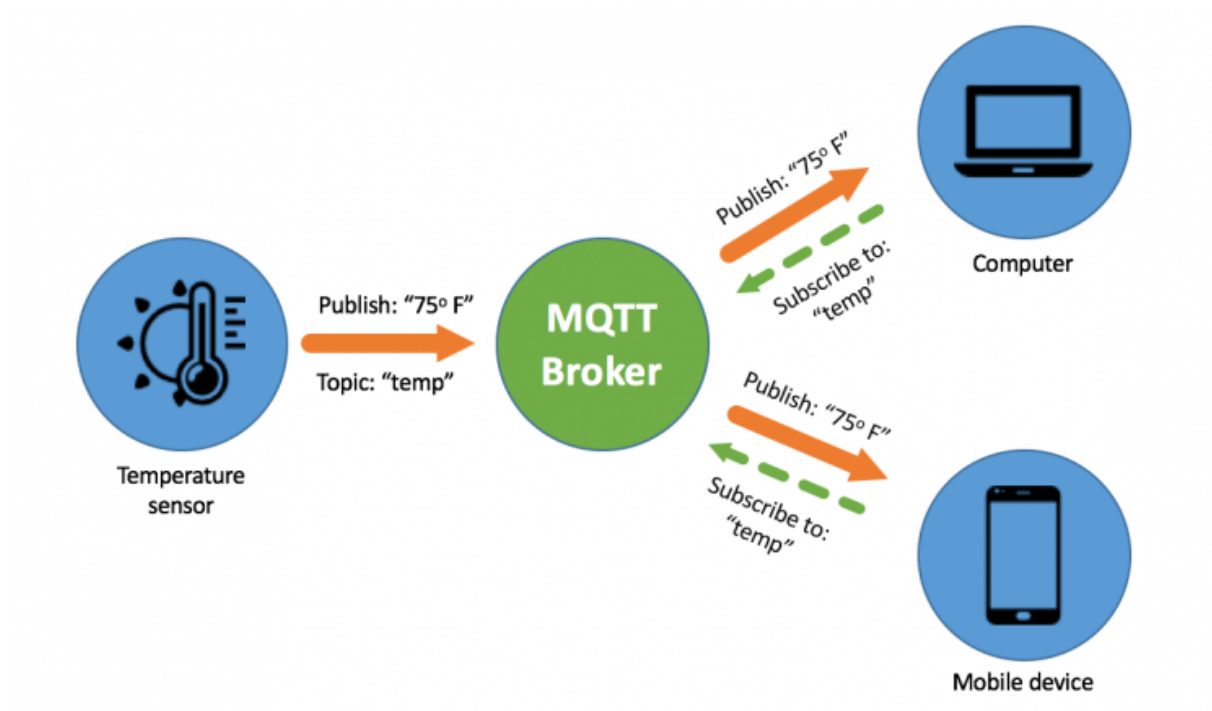 Publish: “75º F”
Topic: “temp”
Temperature
sensor
MQTT
Broker
Publish: “75º F”
Subscribe to:
“temp”
Computer
Publish: “75º F”
Subscribe to:
“temp”
Mobile device